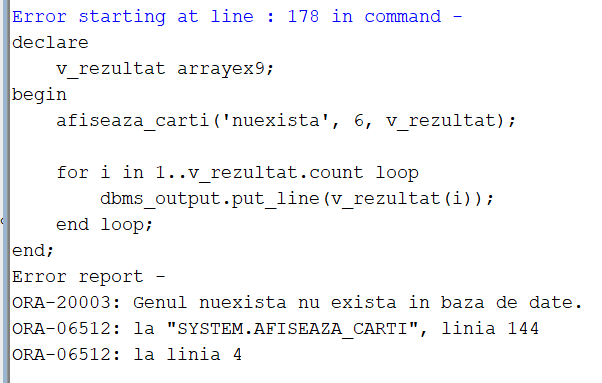 Error starting at line : 178 in command -
declare
    v_rezultat arrayex9;
begin
    afiseaza_carti('nuexista', 6, v_rezultat);

    for i in 1..v_rezultat.count loop
        dbms_output.put_line(v_rezultat(i));
    end loop;
end;
Error report -
ORA-20003: Genul nuexista nu exista in baza de date.
ORA-06512: la "SYSTEM.AFISEAZA_CARTI", linia 144
ORA-06512: la linia 4